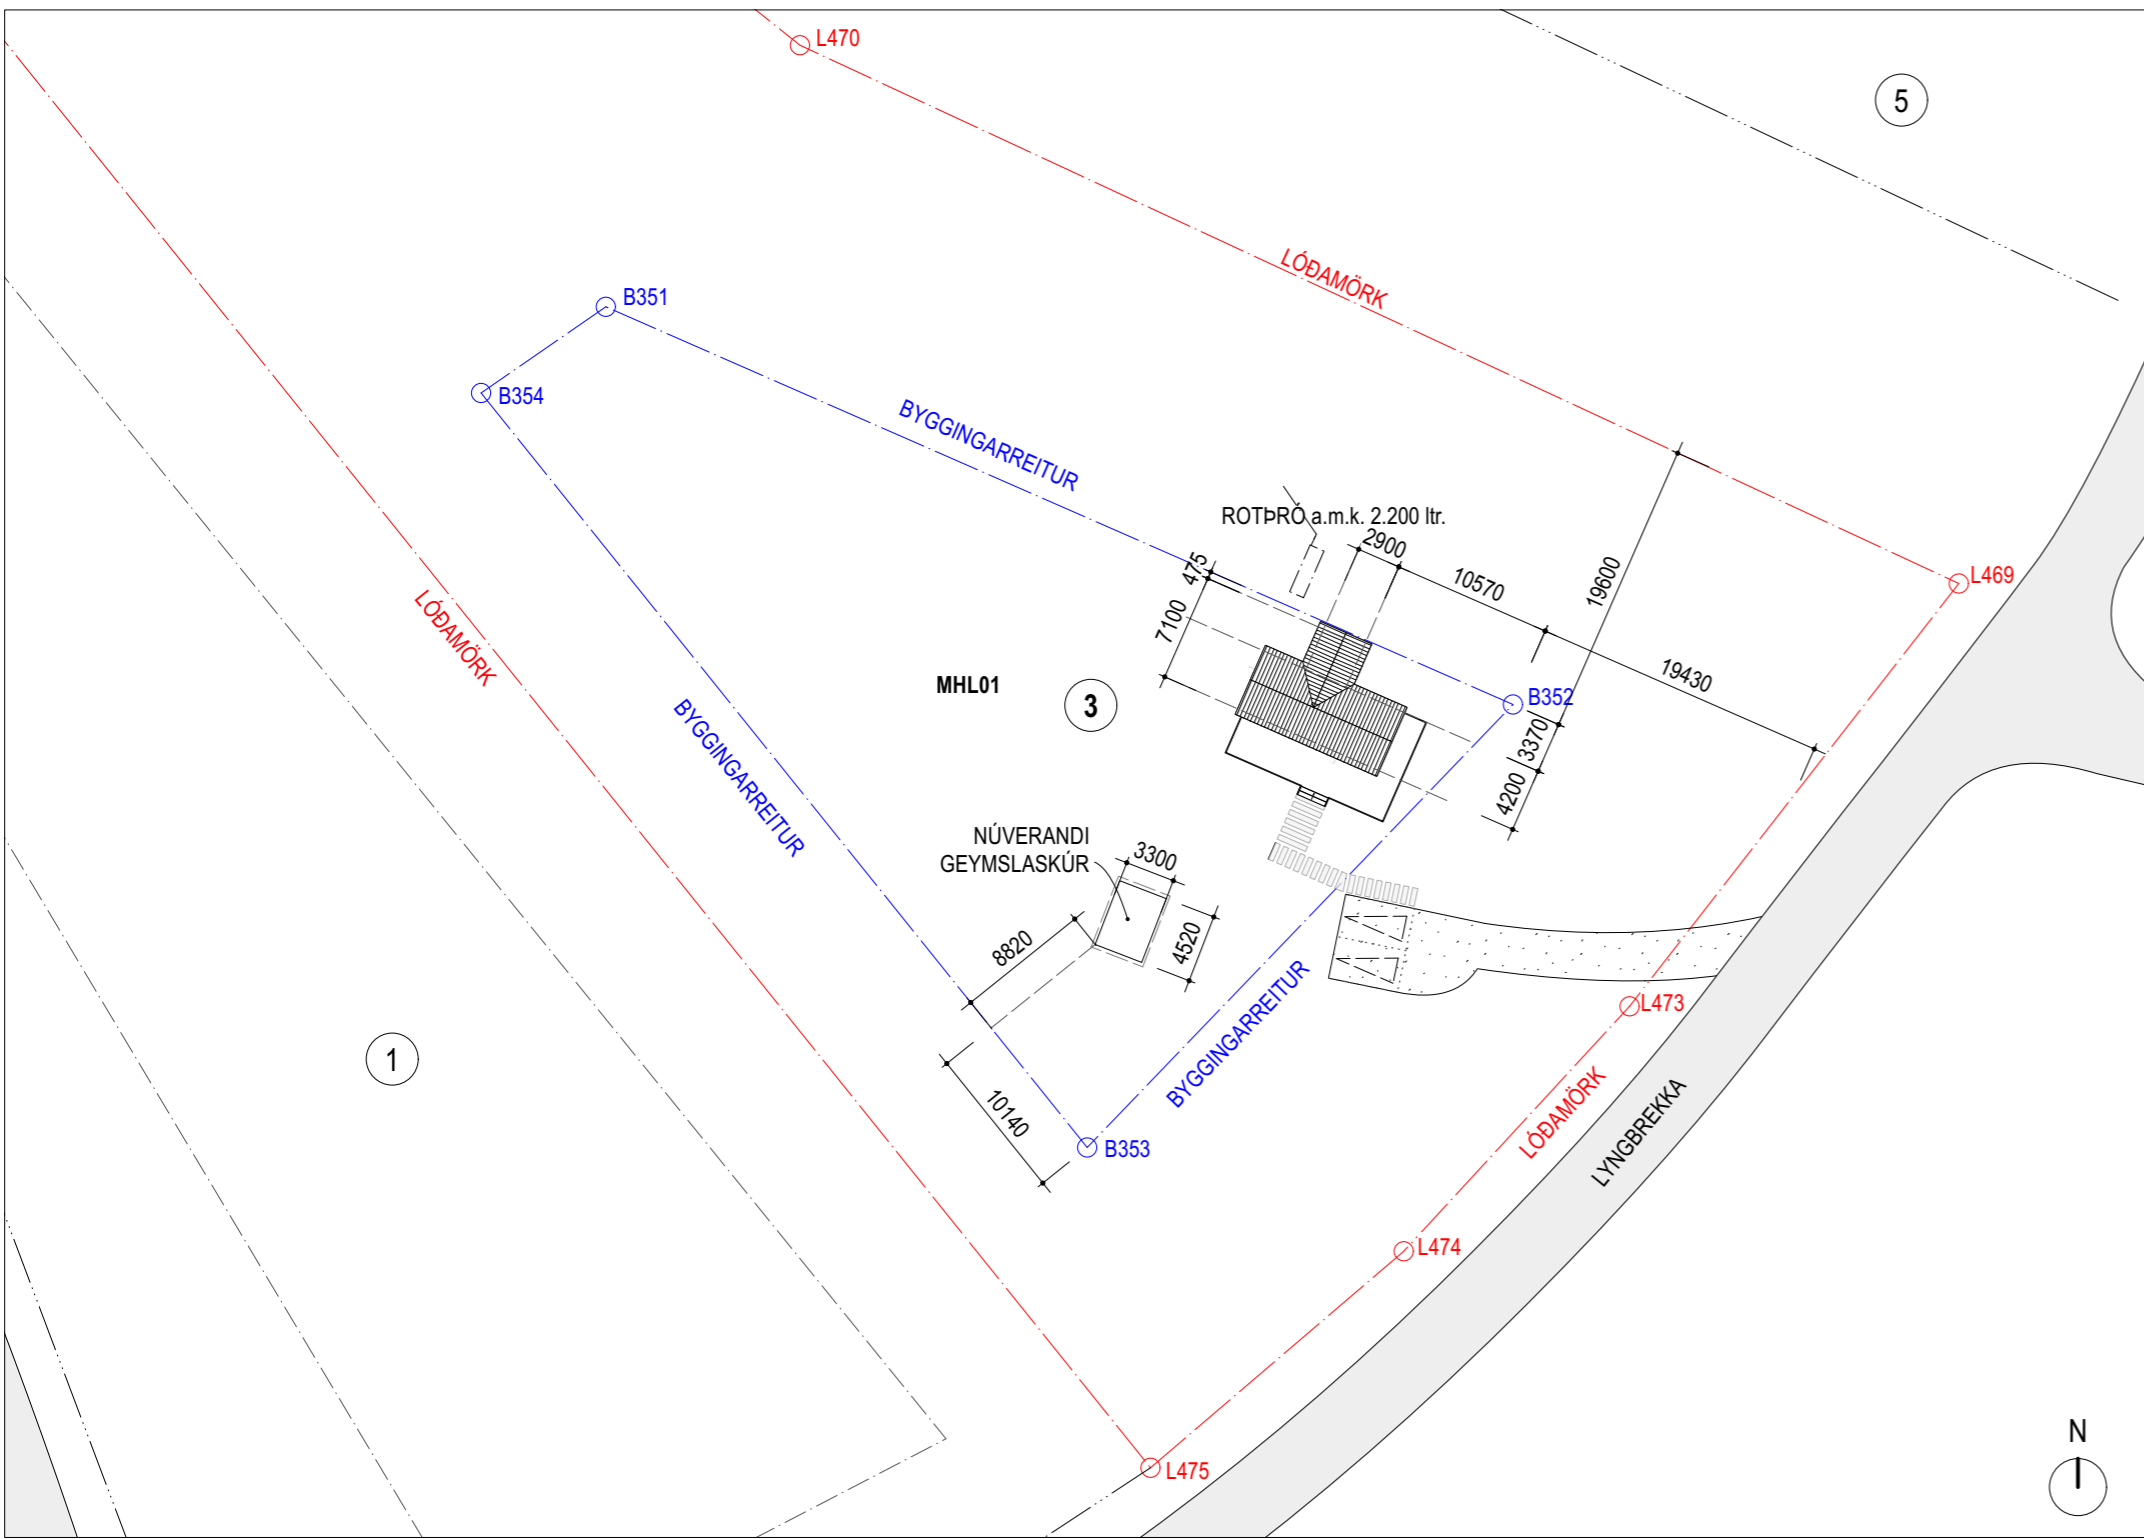 L470
5
LÓÐAMÖRK
B351
B354
BYGGINGARREITUR
ROTÞRÓ a.m.k. 2.200 ltr.
2900
475
10570
19600
L469
7100
LÓÐAMÖRK
19430
MHL01
3
B352
BYGGINGARREITUR
3370
4200
NÚVERANDI
GEYMSLASKÚR
3300
8820
4520
BYGGINGARREITUR
L473
1
10140
LÓÐAMÖRK
LYNGBREKKA
B353
L474
L475
N